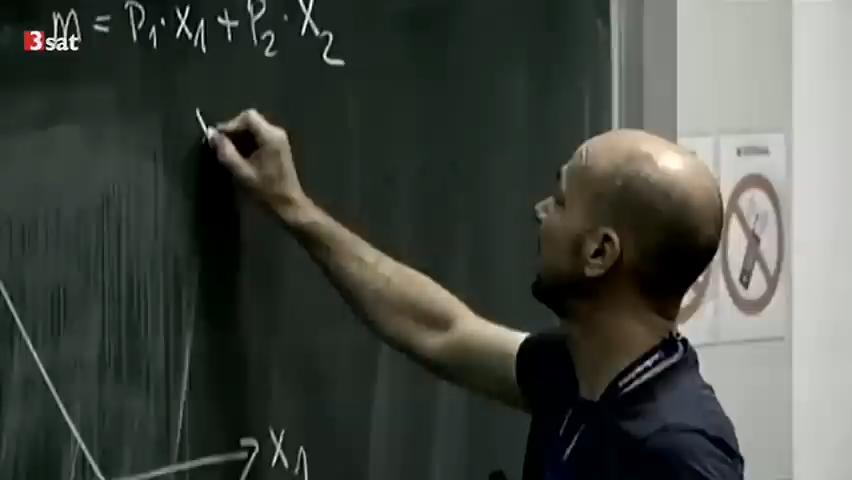 3sat
m = P₁·X₁ + P₂·X₂
X₁